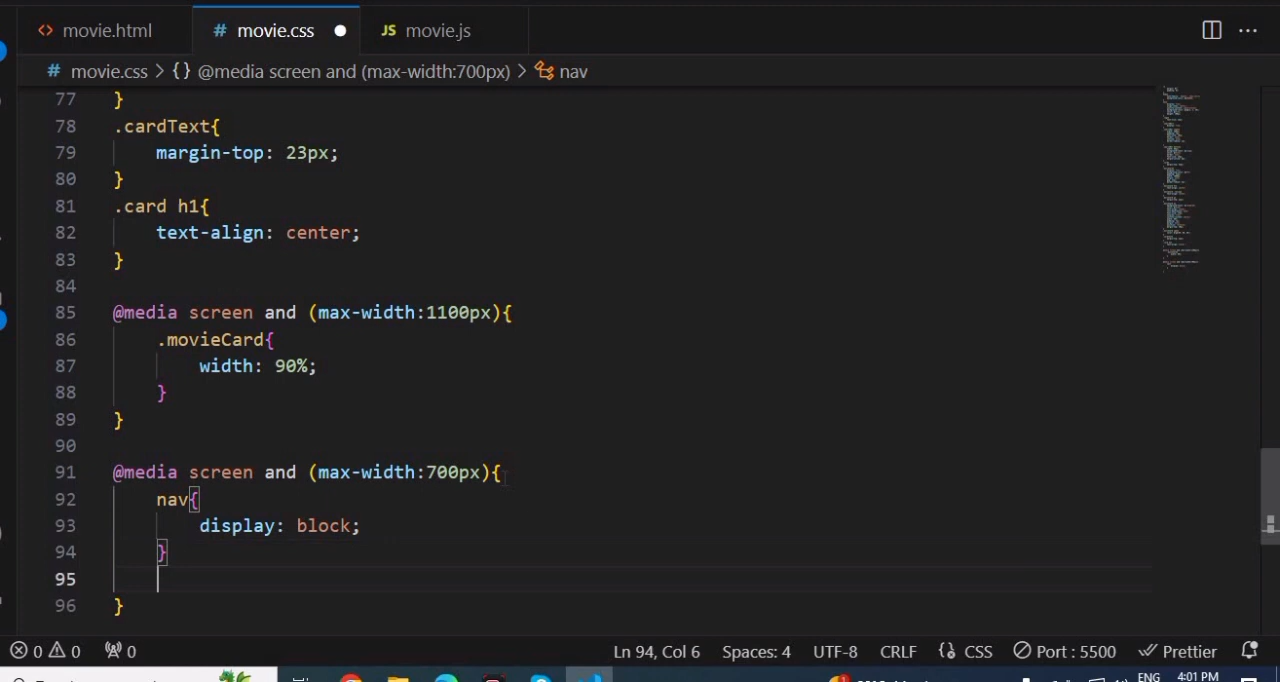 movie.html
# movie.css
JS movie.js
# movie.css > {} @media screen and (max-width:700px) > nav
77 }
78 .cardText{
79 margin-top: 23px;
80 }
81 .card h1{
82 text-align: center;
83 }
84
85 @media screen and (max-width:1100px){
86 .movieCard{
87 width: 90%;
88 }
89 }
90
91 @media screen and (max-width:700px){
92 nav{
93 display: block;
94 }
95
96 }
0 0 0 Ln 94, Col 6 Spaces: 4 UTF-8 CRLF {} CSS Port : 5500 Prettier
ENG 4:01 PM